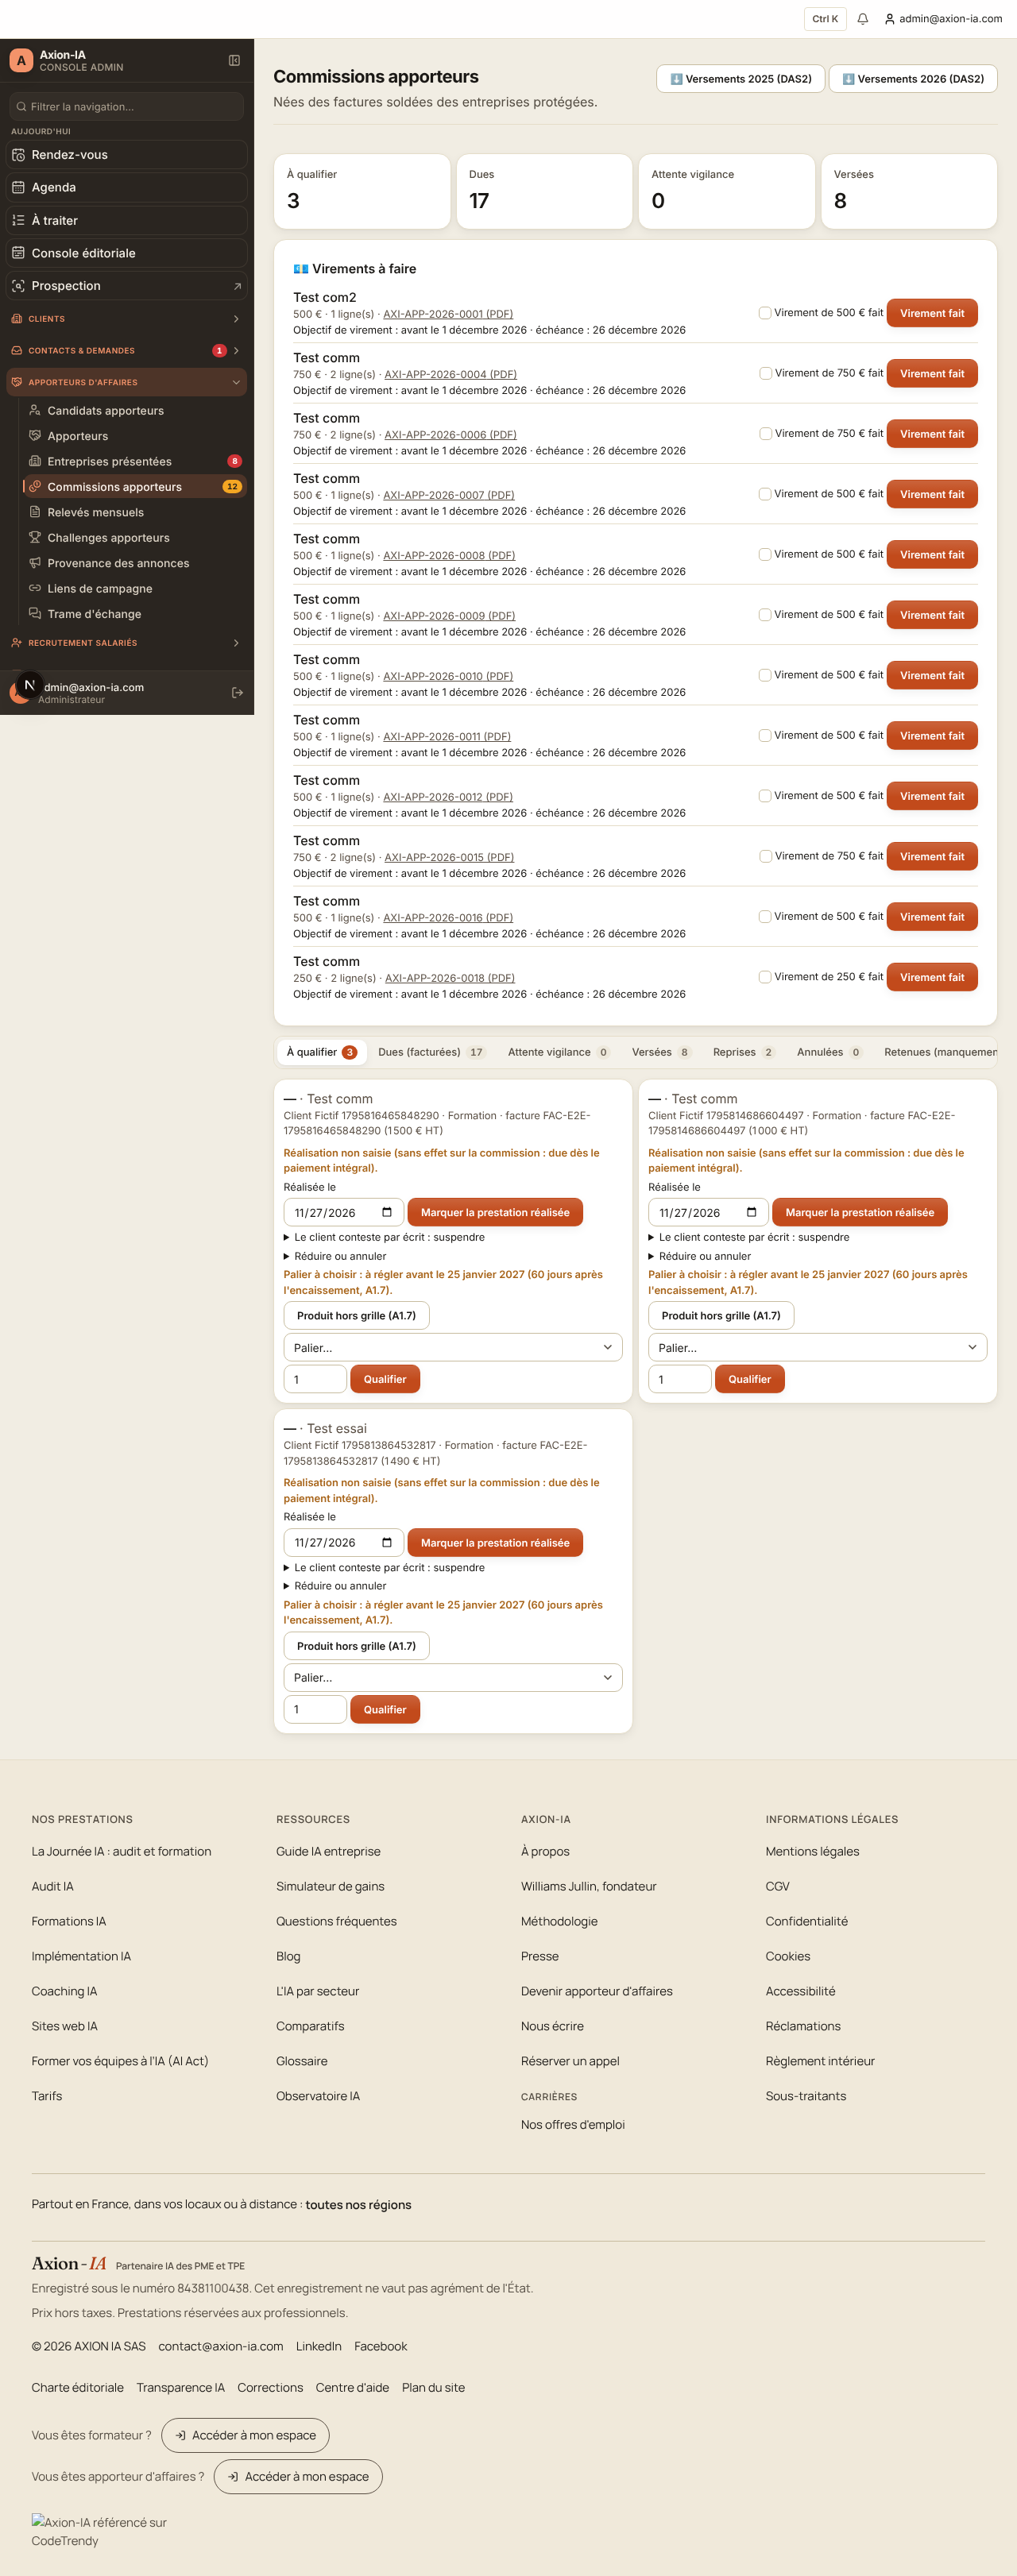 Ctrl K
admin@axion-ia.com
A
Axion-IA
CONSOLE ADMIN
Filtrer la navigation...
AUJOURD'HUI
Rendez-vous
Agenda
À traiter
Console éditoriale
Prospection
CLIENTS
CONTACTS & DEMANDES 1
APPORTEURS D'AFFAIRES
Candidats apporteurs
Apporteurs
Entreprises présentées 8
Commissions apporteurs 12
Relevés mensuels
Challenges apporteurs
Provenance des annonces
Liens de campagne
Trame d'échange
RECRUTEMENT SALARIÉS
N
dmin@axion-ia.com
Administrateur
Commissions apporteurs
Nées des factures soldées des entreprises protégées.
⬇️ Versements 2025 (DAS2)
⬇️ Versements 2026 (DAS2)
À qualifier
3
Dues
17
Attente vigilance
0
Versées
8
💶 Virements à faire
Test com2
500 € · 1 ligne(s) · AXI-APP-2026-0001 (PDF)
Objectif de virement : avant le 1 décembre 2026 · échéance : 26 décembre 2026
Virement de 500 € fait Virement fait
Test comm
750 € · 2 ligne(s) · AXI-APP-2026-0004 (PDF)
Objectif de virement : avant le 1 décembre 2026 · échéance : 26 décembre 2026
Virement de 750 € fait Virement fait
Test comm
750 € · 2 ligne(s) · AXI-APP-2026-0006 (PDF)
Objectif de virement : avant le 1 décembre 2026 · échéance : 26 décembre 2026
Virement de 750 € fait Virement fait
Test comm
500 € · 1 ligne(s) · AXI-APP-2026-0007 (PDF)
Objectif de virement : avant le 1 décembre 2026 · échéance : 26 décembre 2026
Virement de 500 € fait Virement fait
Test comm
500 € · 1 ligne(s) · AXI-APP-2026-0008 (PDF)
Objectif de virement : avant le 1 décembre 2026 · échéance : 26 décembre 2026
Virement de 500 € fait Virement fait
Test comm
500 € · 1 ligne(s) · AXI-APP-2026-0009 (PDF)
Objectif de virement : avant le 1 décembre 2026 · échéance : 26 décembre 2026
Virement de 500 € fait Virement fait
Test comm
500 € · 1 ligne(s) · AXI-APP-2026-0010 (PDF)
Objectif de virement : avant le 1 décembre 2026 · échéance : 26 décembre 2026
Virement de 500 € fait Virement fait
Test comm
500 € · 1 ligne(s) · AXI-APP-2026-0011 (PDF)
Objectif de virement : avant le 1 décembre 2026 · échéance : 26 décembre 2026
Virement de 500 € fait Virement fait
Test comm
500 € · 1 ligne(s) · AXI-APP-2026-0012 (PDF)
Objectif de virement : avant le 1 décembre 2026 · échéance : 26 décembre 2026
Virement de 500 € fait Virement fait
Test comm
750 € · 2 ligne(s) · AXI-APP-2026-0015 (PDF)
Objectif de virement : avant le 1 décembre 2026 · échéance : 26 décembre 2026
Virement de 750 € fait Virement fait
Test comm
500 € · 1 ligne(s) · AXI-APP-2026-0016 (PDF)
Objectif de virement : avant le 1 décembre 2026 · échéance : 26 décembre 2026
Virement de 500 € fait Virement fait
Test comm
250 € · 2 ligne(s) · AXI-APP-2026-0018 (PDF)
Objectif de virement : avant le 1 décembre 2026 · échéance : 26 décembre 2026
Virement de 250 € fait Virement fait
À qualifier 3 Dues (facturées) 17 Attente vigilance 0 Versées 8 Reprises 2 Annulées 0 Retenues (manquemen
— · Test comm
Client Fictif 1795816465848290 · Formation · facture FAC-E2E-
1795816465848290 (1 500 € HT)
Réalisation non saisie (sans effet sur la commission : due dès le
paiement intégral).
Réalisée le
11/27/2026 Marquer la prestation réalisée
Le client conteste par écrit : suspendre
Réduire ou annuler
Palier à choisir : à régler avant le 25 janvier 2027 (60 jours après
l'encaissement, A1.7).
Produit hors grille (A1.7)
Palier...
1 Qualifier
— · Test comm
Client Fictif 1795814686604497 · Formation · facture FAC-E2E-
1795814686604497 (1 000 € HT)
Réalisation non saisie (sans effet sur la commission : due dès le
paiement intégral).
Réalisée le
11/27/2026 Marquer la prestation réalisée
Le client conteste par écrit : suspendre
Réduire ou annuler
Palier à choisir : à régler avant le 25 janvier 2027 (60 jours après
l'encaissement, A1.7).
Produit hors grille (A1.7)
Palier...
1 Qualifier
— · Test essai
Client Fictif 1795813864532817 · Formation · facture FAC-E2E-
1795813864532817 (1 490 € HT)
Réalisation non saisie (sans effet sur la commission : due dès le
paiement intégral).
Réalisée le
11/27/2026 Marquer la prestation réalisée
Le client conteste par écrit : suspendre
Réduire ou annuler
Palier à choisir : à régler avant le 25 janvier 2027 (60 jours après
l'encaissement, A1.7).
Produit hors grille (A1.7)
Palier...
1 Qualifier
NOS PRESTATIONS
La Journée IA : audit et formation
Audit IA
Formations IA
Implémentation IA
Coaching IA
Sites web IA
Former vos équipes à l'IA (AI Act)
Tarifs
RESSOURCES
Guide IA entreprise
Simulateur de gains
Questions fréquentes
Blog
L'IA par secteur
Comparatifs
Glossaire
Observatoire IA
AXION-IA
À propos
Williams Jullin, fondateur
Méthodologie
Presse
Devenir apporteur d'affaires
Nous écrire
Réserver un appel
CARRIÈRES
Nos offres d'emploi
INFORMATIONS LÉGALES
Mentions légales
CGV
Confidentialité
Cookies
Accessibilité
Réclamations
Règlement intérieur
Sous-traitants
Partout en France, dans vos locaux ou à distance : toutes nos régions
Axion - IA Partenaire IA des PME et TPE
Enregistré sous le numéro 84381100438. Cet enregistrement ne vaut pas agrément de l'État.
Prix hors taxes. Prestations réservées aux professionnels.
© 2026 AXION IA SAS contact@axion-ia.com LinkedIn Facebook
Charte éditoriale Transparence IA Corrections Centre d'aide Plan du site
Vous êtes formateur ? Accéder à mon espace
Vous êtes apporteur d'affaires ? Accéder à mon espace
Axion-IA référencé sur
CodeTrendy